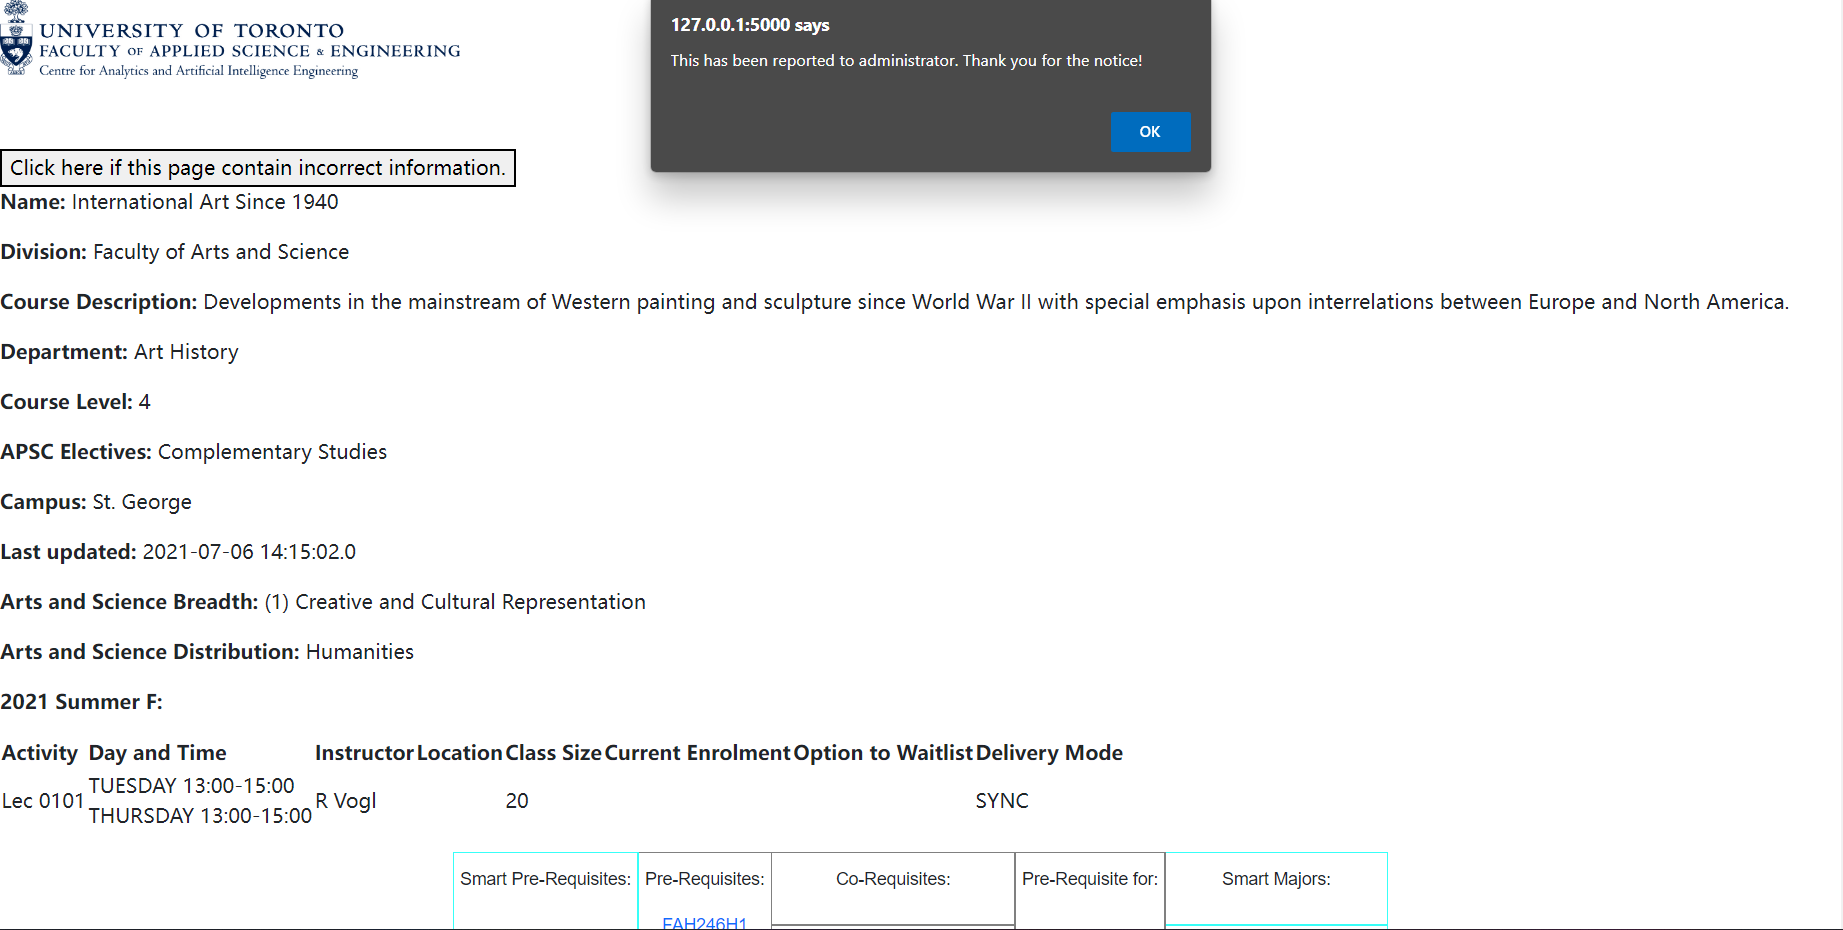 UNIVERSITY OF TORONTO
FACULTY OF APPLIED SCIENCE & ENGINEERING
Centre for Analytics and Artificial Intelligence Engineering
127.0.0.1:5000 says
This has been reported to administrator. Thank you for the notice!
OK
Click here if this page contain incorrect information.
Name: International Art Since 1940
Division: Faculty of Arts and Science
Course Description: Developments in the mainstream of Western painting and sculpture since World War II with special emphasis upon interrelations between Europe and North America.
Department: Art History
Course Level: 4
APSC Electives: Complementary Studies
Campus: St. George
Last updated: 2021-07-06 14:15:02.0
Arts and Science Breadth: (1) Creative and Cultural Representation
Arts and Science Distribution: Humanities
2021 Summer F:
Activity Day and Time Instructor Location Class Size Current Enrolment Option to Waitlist Delivery Mode
Lec 0101 TUESDAY 13:00-15:00 R Vogl 20 SYNC
THURSDAY 13:00-15:00
Smart Pre-Requisites: Pre-Requisites: Co-Requisites: Pre-Requisite for: Smart Majors:
FAH246H1